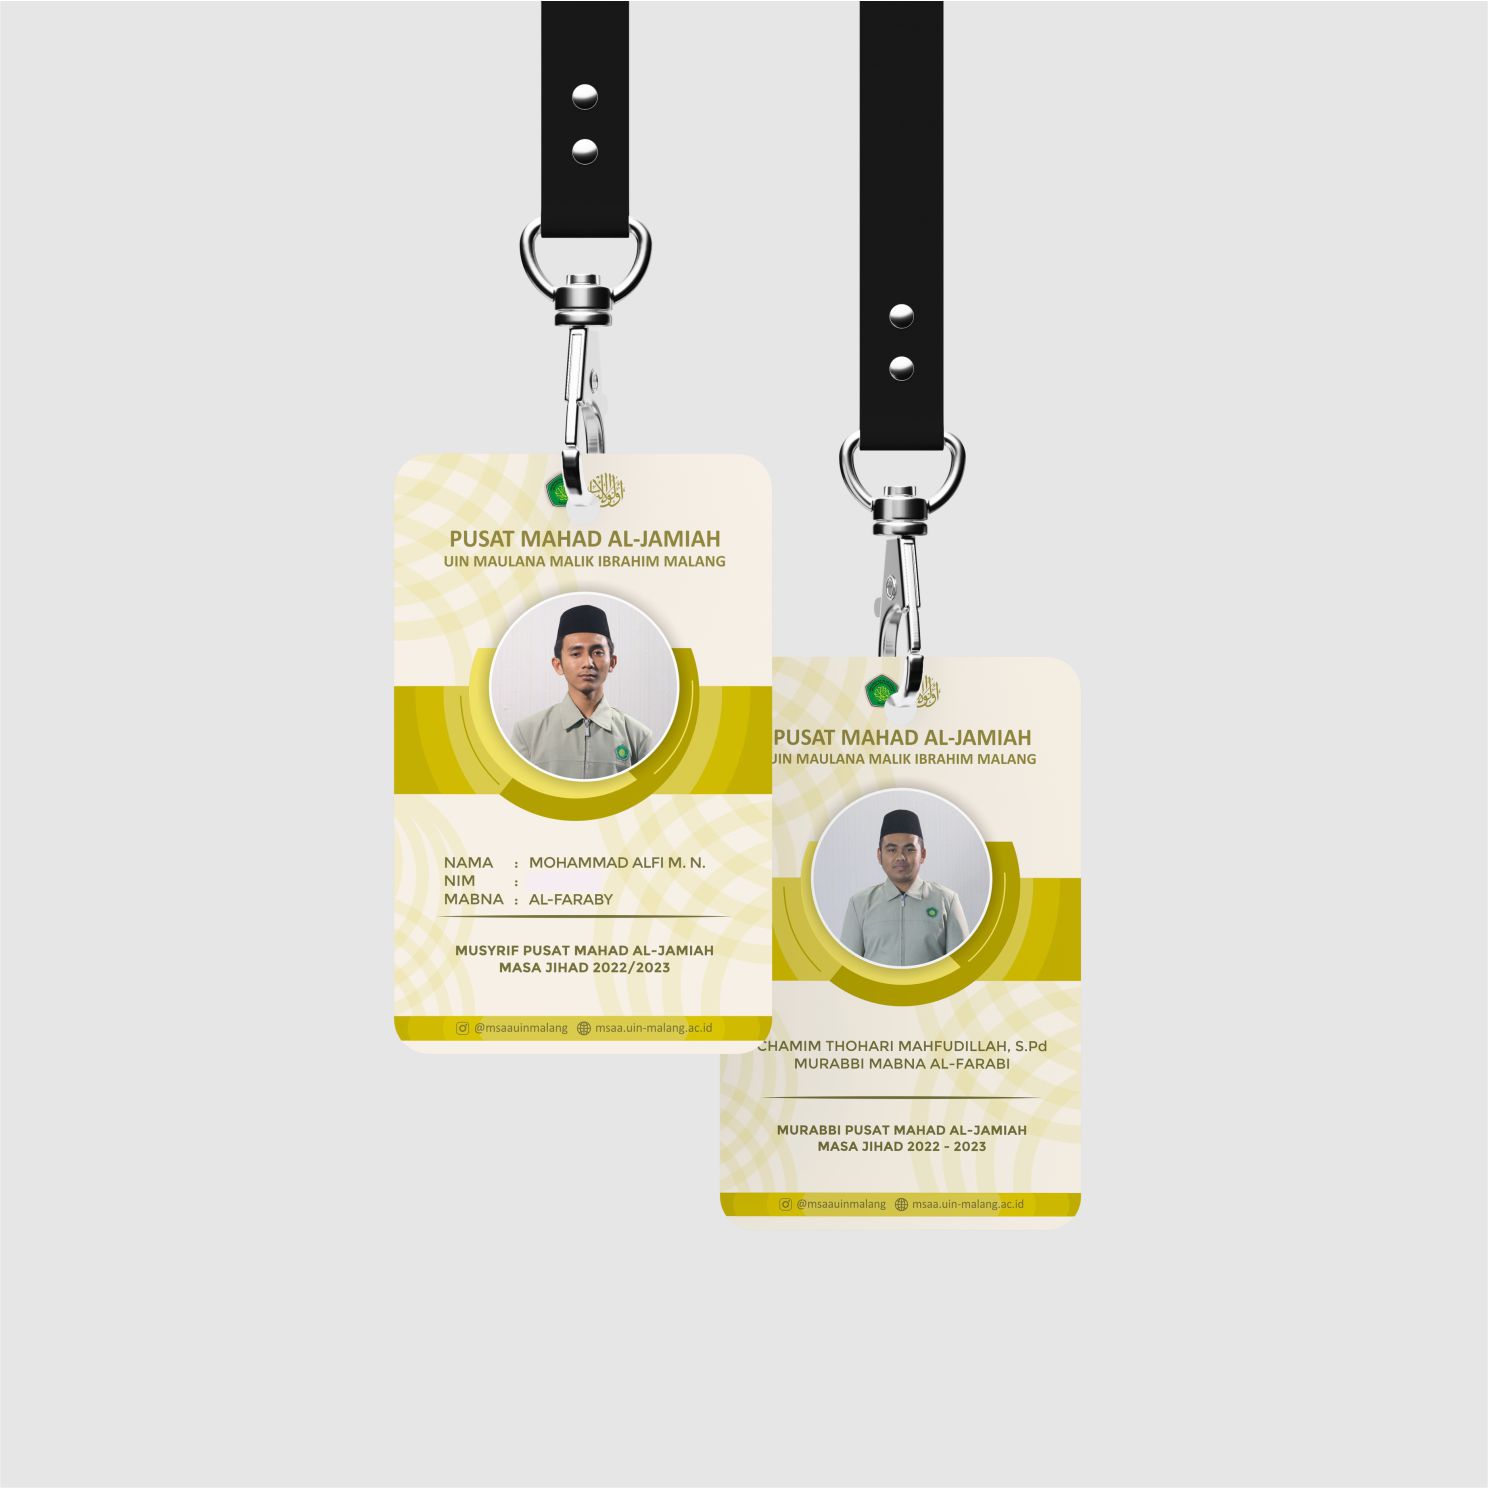 PUSAT MAHAD AL-JAMIAH
UIN MAULANA MALIK IBRAHIM MALANG
NAMA : MOHAMMAD ALFI M. N.
NIM :
MABNA : AL-FARABY
MUSYRIF PUSAT MAHAD AL-JAMIAH
MASA JIHAD 2022/2023
@msaauinmalang msaa.uin-malang.ac.id
PUSAT MAHAD AL-JAMIAH
UIN MAULANA MALIK IBRAHIM MALANG
CHAMIM THOHARI MAHFUDILLAH, S.Pd
MURABBI MABNA AL-FARABI
MURABBI PUSAT MAHAD AL-JAMIAH
MASA JIHAD 2022 - 2023
@msaauinmalang msaa.uin-malang.ac.id